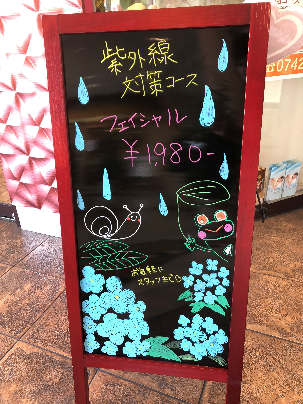 紫外線
対策コース
フェイシャル
¥1,980-
お気軽に
スタッフまで
0742